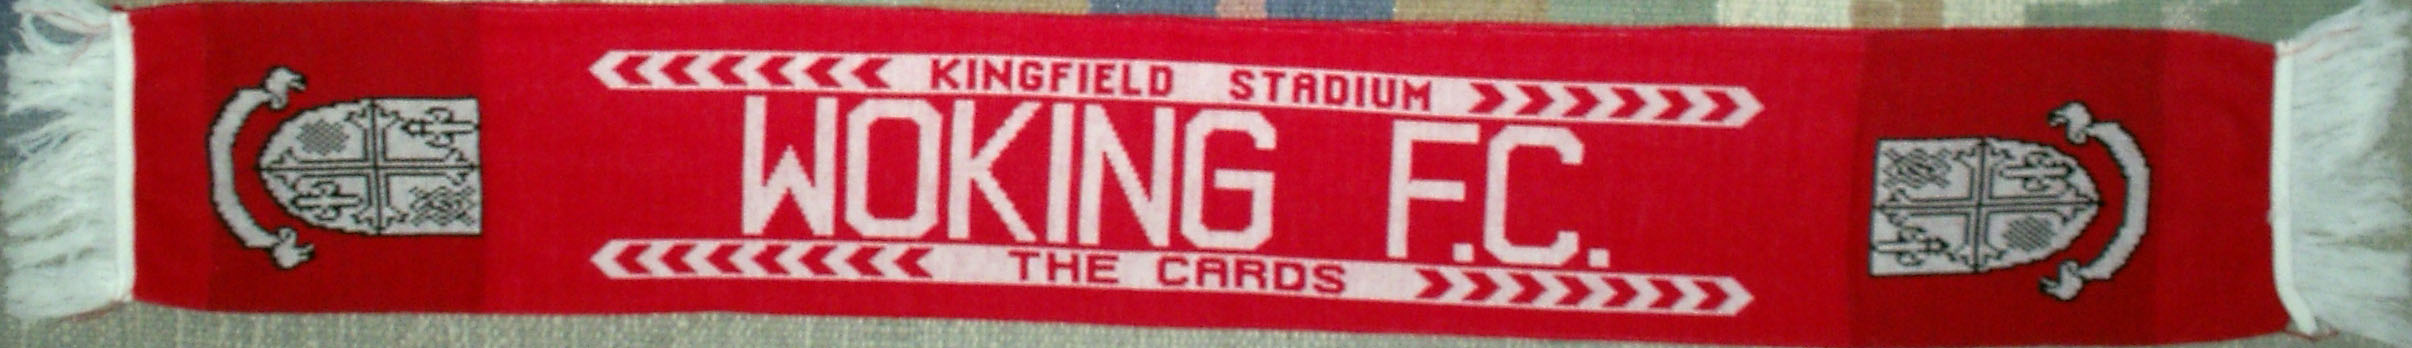 KINGFIELD STADIUM
WOKING F.C.
THE CARDS